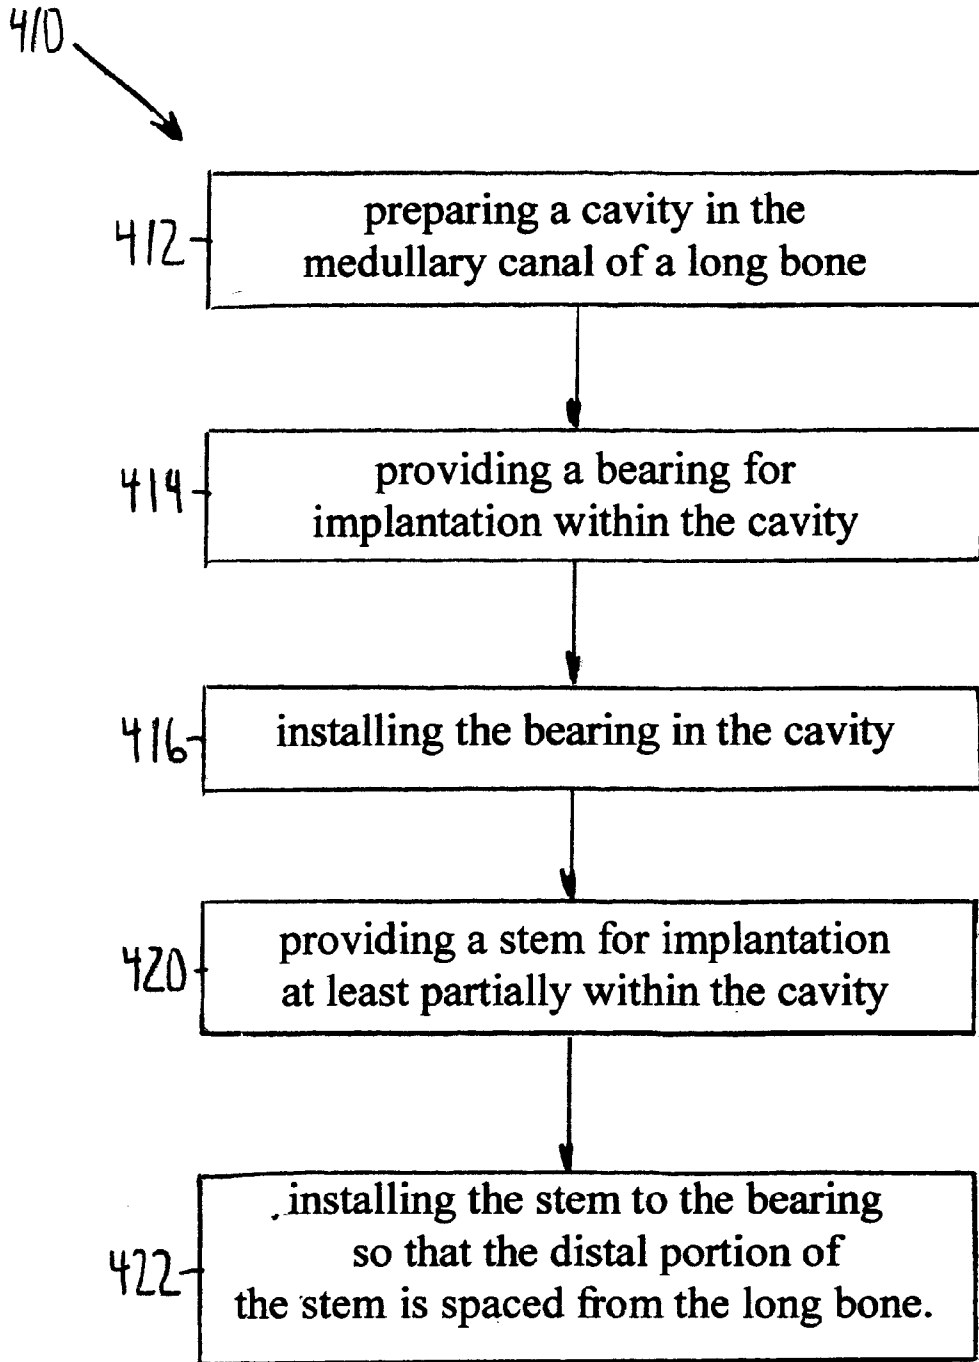 410
412
preparing a cavity in the
medullary canal of a long bone
414
providing a bearing for
implantation within the cavity
416
installing the bearing in the cavity
420
providing a stem for implantation
at least partially within the cavity
422
installing the stem to the bearing
so that the distal portion of
the stem is spaced from the long bone.